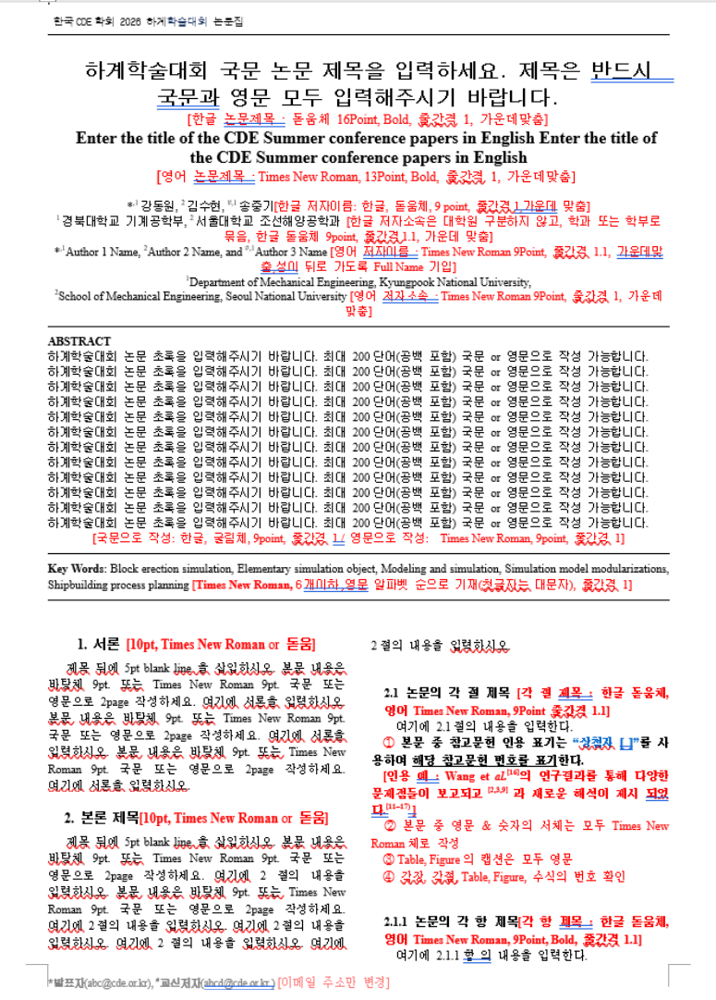 한국 CDE 학회 2026 하계학술대회 논문집
하계학술대회 국문 논문 제목을 입력하세요. 제목은 반드시
국문과 영문 모두 입력해주시기 바랍니다.
[한글 논문제목 : 돋움체 16Point, Bold, 줄간격 1, 가운데맞춤]
Enter the title of the CDE Summer conference papers in English Enter the title of
the CDE Summer conference papers in English
[영어 논문제목 : Times New Roman, 13Point, Bold, 줄간격 1, 가운데맞춤]
*,1 강동원, 2 김수현, #,1 송중기[한글 저자이름: 한글, 돋움체, 9 point, 줄간격 1,가운데 맞춤]
1 경북대학교 기계공학부, 2 서울대학교 조선해양공학과 [한글 저자소속은 대학원 구분하지 않고, 학과 또는 학부로
묶음, 한글 돋움체 9point, 줄간격 1.1, 가운데 맞춤]
*,1Author 1 Name, 2Author 2 Name, and #,1Author 3 Name [영어 저자이름 : Times New Roman 9Point, 줄간격 1.1, 가운데맞
춤,성이 뒤로 가도록 Full Name 기입]
1Department of Mechanical Engineering, Kyungpook National University,
2School of Mechanical Engineering, Seoul National University [영어 저자소속 : Times New Roman 9Point, 줄간격 1, 가운데
맞춤]
ABSTRACT
하계학술대회 논문 초록을 입력해주시기 바랍니다. 최대 200 단어(공백 포함) 국문 or 영문으로 작성 가능합니다.
하계학술대회 논문 초록을 입력해주시기 바랍니다. 최대 200 단어(공백 포함) 국문 or 영문으로 작성 가능합니다.
하계학술대회 논문 초록을 입력해주시기 바랍니다. 최대 200 단어(공백 포함) 국문 or 영문으로 작성 가능합니다.
하계학술대회 논문 초록을 입력해주시기 바랍니다. 최대 200 단어(공백 포함) 국문 or 영문으로 작성 가능합니다.
하계학술대회 논문 초록을 입력해주시기 바랍니다. 최대 200 단어(공백 포함) 국문 or 영문으로 작성 가능합니다.
하계학술대회 논문 초록을 입력해주시기 바랍니다. 최대 200 단어(공백 포함) 국문 or 영문으로 작성 가능합니다.
하계학술대회 논문 초록을 입력해주시기 바랍니다. 최대 200 단어(공백 포함) 국문 or 영문으로 작성 가능합니다.
하계학술대회 논문 초록을 입력해주시기 바랍니다. 최대 200 단어(공백 포함) 국문 or 영문으로 작성 가능합니다.
하계학술대회 논문 초록을 입력해주시기 바랍니다. 최대 200 단어(공백 포함) 국문 or 영문으로 작성 가능합니다.
하계학술대회 논문 초록을 입력해주시기 바랍니다. 최대 200 단어(공백 포함) 국문 or 영문으로 작성 가능합니다.
하계학술대회 논문 초록을 입력해주시기 바랍니다. 최대 200 단어(공백 포함) 국문 or 영문으로 작성 가능합니다.
하계학술대회 논문 초록을 입력해주시기 바랍니다. 최대 200 단어(공백 포함) 국문 or 영문으로 작성 가능합니다.
[국문으로 작성: 한글, 굴림체, 9point, 줄간격 1 / 영문으로 작성: Times New Roman, 9point, 줄간격 1]
Key Words: Block erection simulation, Elementary simulation object, Modeling and simulation, Simulation model modularizations,
Shipbuilding process planning [Times New Roman, 6개이하,영문 알파벳 순으로 기재(첫글자는 대문자), 줄간격 1]
1. 서론 [10pt, Times New Roman or 돋움]
제목 뒤에 5pt blank line 을 삽입하시오. 본문 내용은
바탕체 9pt. 또는 Times New Roman 9pt. 국문 또는
영문으로 2page 작성하세요. 여기에 서론을 입력하시오.
본문 내용은 바탕체 9pt. 또는 Times New Roman 9pt.
국문 또는 영문으로 2page 작성하세요. 여기에 서론을
입력하시오. 본문 내용은 바탕체 9pt. 또는 Times New
Roman 9pt. 국문 또는 영문으로 2page 작성하세요.
여기에 서론을 입력하시오.
2. 본론 제목[10pt, Times New Roman or 돋움]
제목 뒤에 5pt blank line 을 삽입하시오. 본문 내용은
바탕체 9pt. 또는 Times New Roman 9pt. 국문 또는
영문으로 2page 작성하세요. 여기에 2 절의 내용을
입력하시오. 본문 내용은 바탕체 9pt. 또는 Times New
Roman 9pt. 국문 또는 영문으로 2page 작성하세요.
여기에 2 절의 내용을 입력하시오. 여기에 2 절의 내용을
입력하시오. 여기에 2 절의 내용을 입력하시오. 여기에
2 절의 내용을 입력하시오.
2.1 논문의 각 절 제목 [각 절 제목 : 한글 돋움체,
영어 Times New Roman, 9Point 줄간격 1.1]
여기에 2.1 절의 내용을 입력한다.
① 본문 중 참고문헌 인용 표기는 “상첨자 [ ]”를 사
용하여 해당 참고문헌 번호를 표기한다.
[인용 예 : Wang et al.[16]의 연구결과를 통해 다양한
문제점들이 보고되고 [2,3,9] 과 새로운 해석이 제시 되었
다.[11-17)]
② 본문 중 영문 & 숫자의 서체는 모두 Times New
Roman 체로 작성
③ Table, Figure 의 캡션은 모두 영문
④ 각장, 각절, Table, Figure, 수식의 번호 확인
2.1.1 논문의 각 항 제목[각 항 제목 : 한글 돋움체,
영어 Times New Roman, 9Point, Bold, 줄간격 1.1]
여기에 2.1.1 항 의 내용을 입력한다.
*발표자(abc@cde.or.kr), #교신저자(abcd@cde.or.kr.) [이메일 주소만 변경]